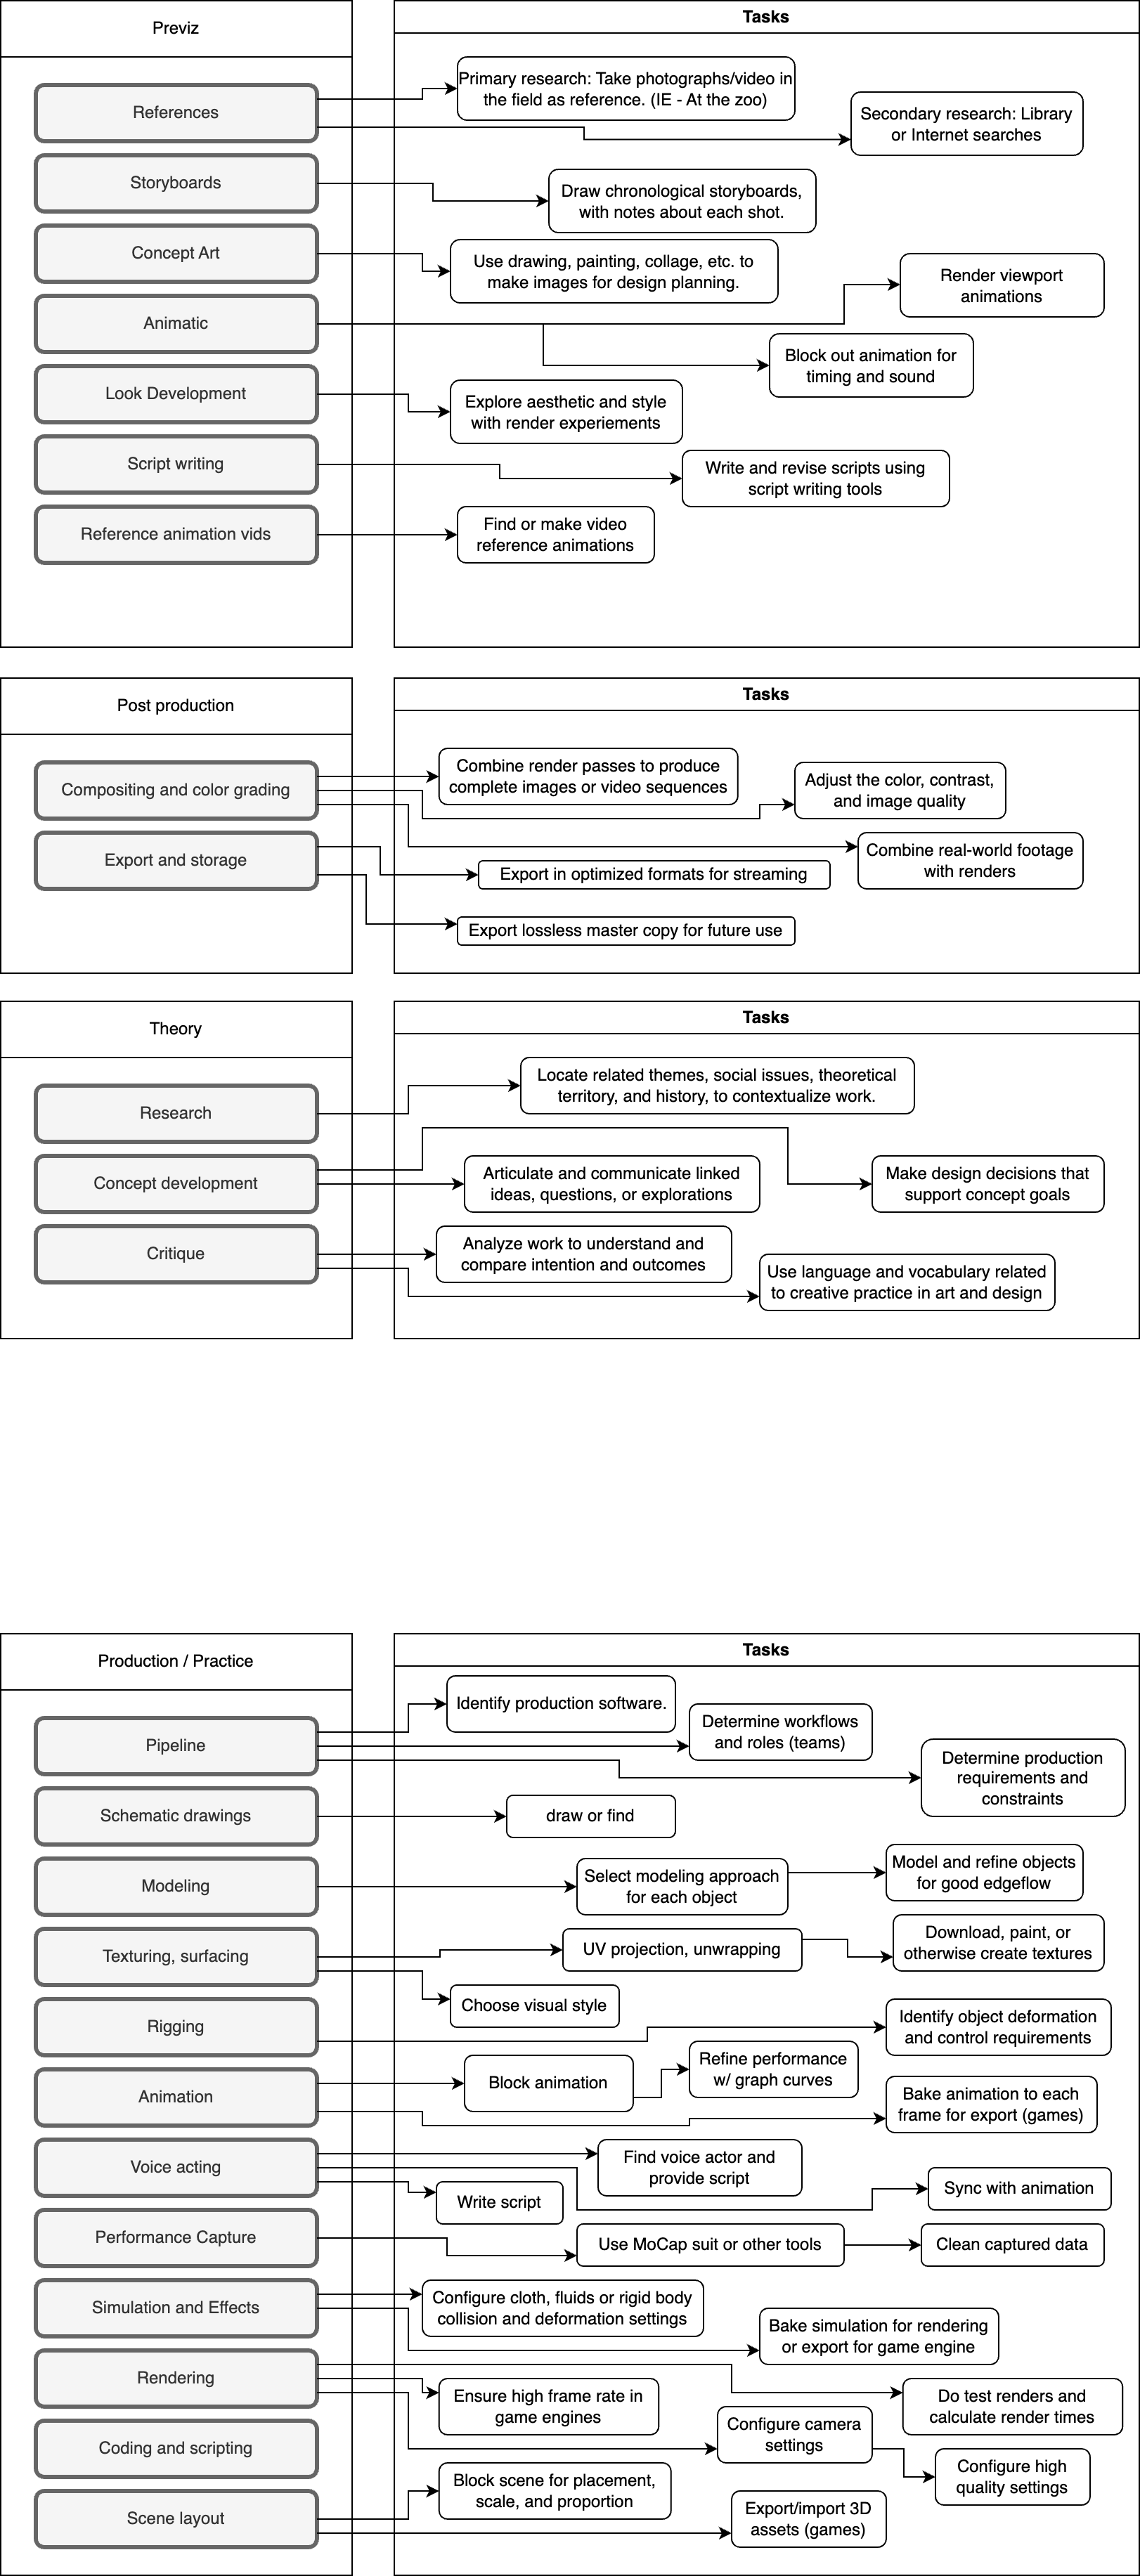 Previz
Tasks
References
Primary research: Take photographs/video in
the field as reference. (IE - At the zoo)
Secondary research: Library
or Internet searches
Storyboards
Draw chronological storyboards,
with notes about each shot.
Concept Art
Use drawing, painting, collage, etc. to
make images for design planning.
Animatic
Render viewport
animations
Block out animation for
timing and sound
Look Development
Explore aesthetic and style
with render experiements
Script writing
Write and revise scripts using
script writing tools
Reference animation vids
Find or make video
reference animations
Post production
Tasks
Compositing and color grading
Combine render passes to produce
complete images or video sequences
Adjust the color, contrast,
and image quality
Combine real-world footage
with renders
Export and storage
Export in optimized formats for streaming
Export lossless master copy for future use
Theory
Tasks
Research
Locate related themes, social issues, theoretical
territory, and history, to contextualize work.
Concept development
Articulate and communicate linked
ideas, questions, or explorations
Make design decisions that
support concept goals
Critique
Analyze work to understand and
compare intention and outcomes
Use language and vocabulary related
to creative practice in art and design
Production / Practice
Tasks
Pipeline
Identify production software.
Determine workflows
and roles (teams)
Determine production
requirements and
constraints
Schematic drawings
draw or find
Modeling
Select modeling approach
for each object
Model and refine objects
for good edgeflow
Texturing, surfacing
UV projection, unwrapping
Download, paint, or
otherwise create textures
Choose visual style
Rigging
Identify object deformation
and control requirements
Animation
Block animation
Refine performance
w/ graph curves
Bake animation to each
frame for export (games)
Voice acting
Find voice actor and
provide script
Write script
Sync with animation
Performance Capture
Use MoCap suit or other tools
Clean captured data
Simulation and Effects
Configure cloth, fluids or rigid body
collision and deformation settings
Bake simulation for rendering
or export for game engine
Rendering
Ensure high frame rate in
game engines
Do test renders and
calculate render times
Configure camera
settings
Configure high
quality settings
Coding and scripting
Scene layout
Block scene for placement,
scale, and proportion
Export/import 3D
assets (games)